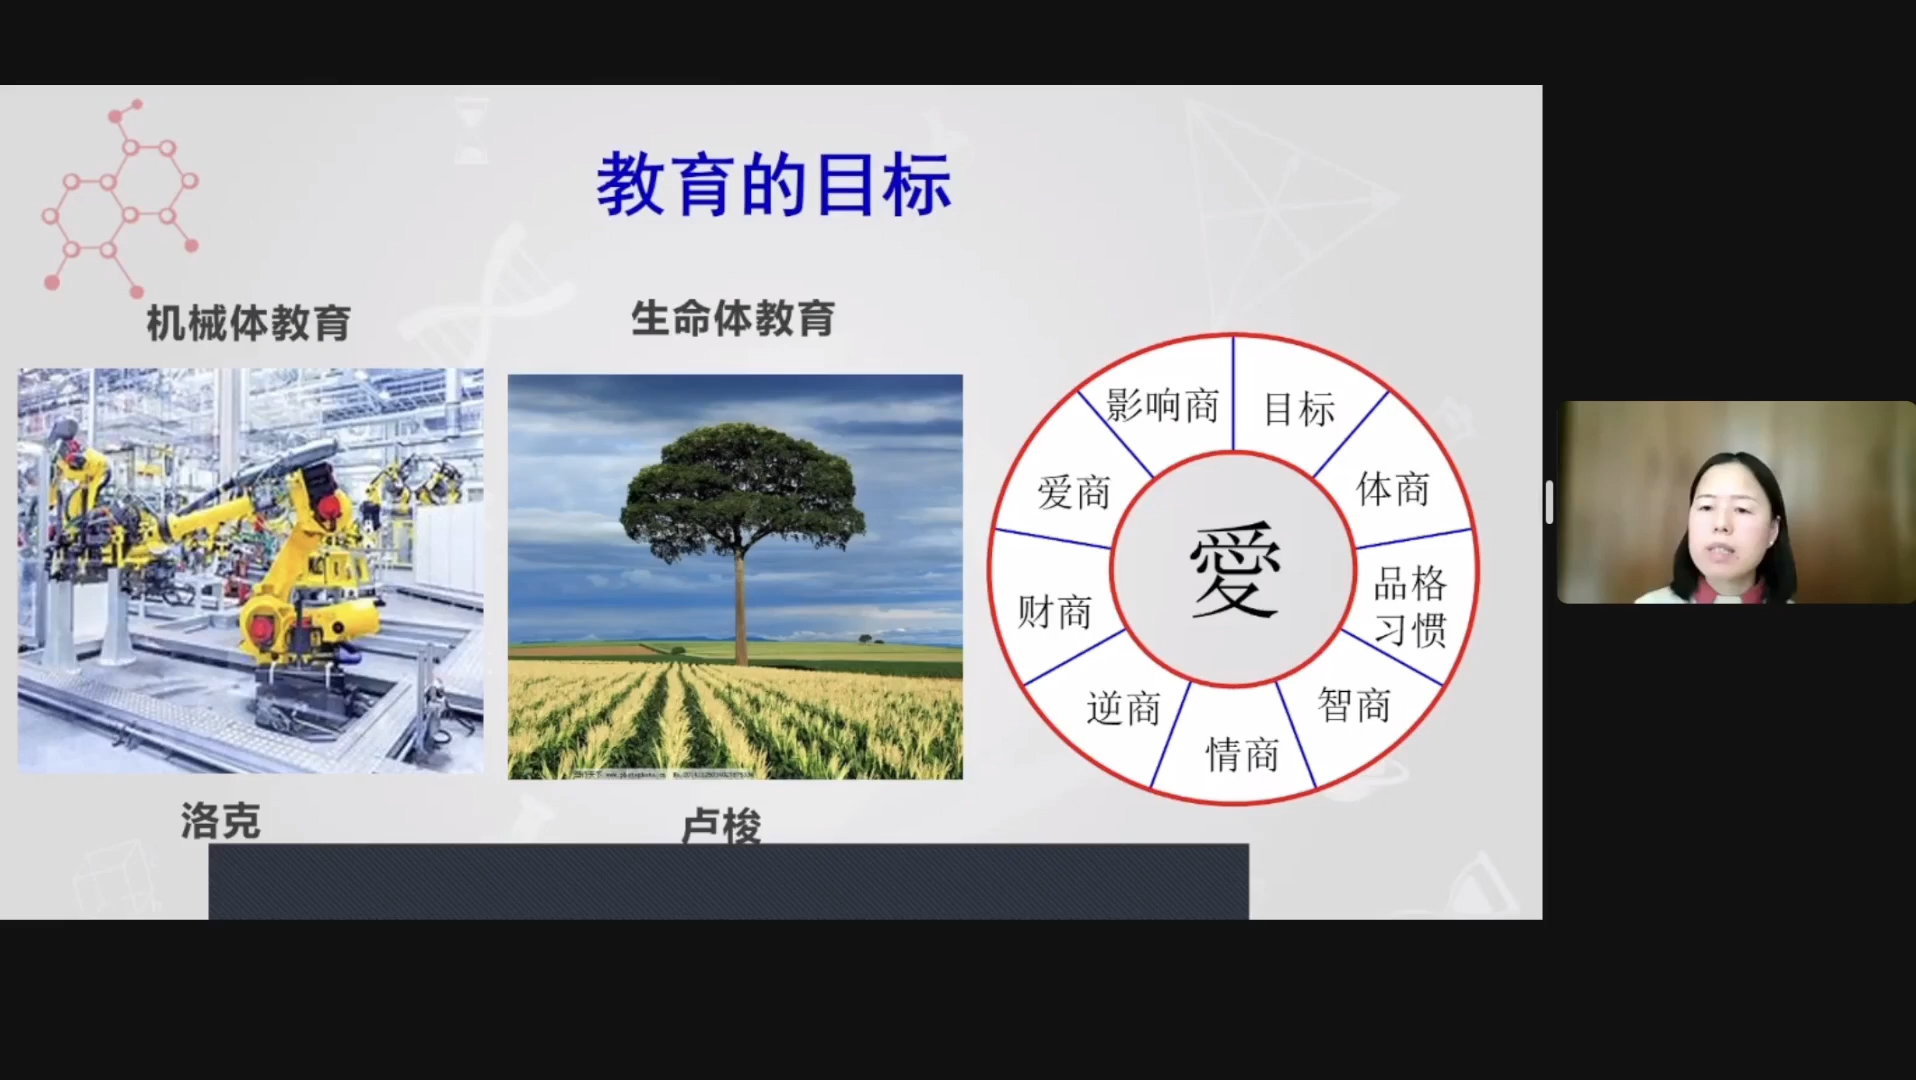 教育的目标
机械体教育
生命体教育
洛克
卢梭
影响商
目标
爱商
体商
愛
财商
品格
习惯
逆商
智商
情商